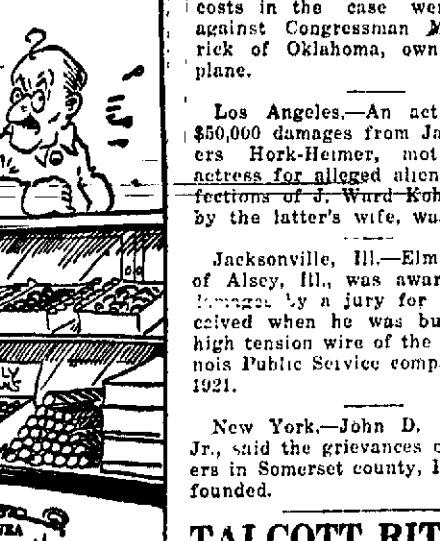 costs in the case wer
against Congressman M
rick of Oklahoma, own
plane.
Los Angeles.—An act
$50,000 damages from Ja
ers Hork-Heimer, mot
actress for alleged alien
fections of J. Ward Koh
by the latter's wife, wa
Jacksonville, Ill.—Elm
of Alsey, Ill., was awar
damages by a jury for
ceived when he was bu
high tension wire of the
nois Public Service comp
1921.
New York.—John D.
Jr., said the grievances o
ers in Somerset county, 1
founded.
TALCOTT RIT